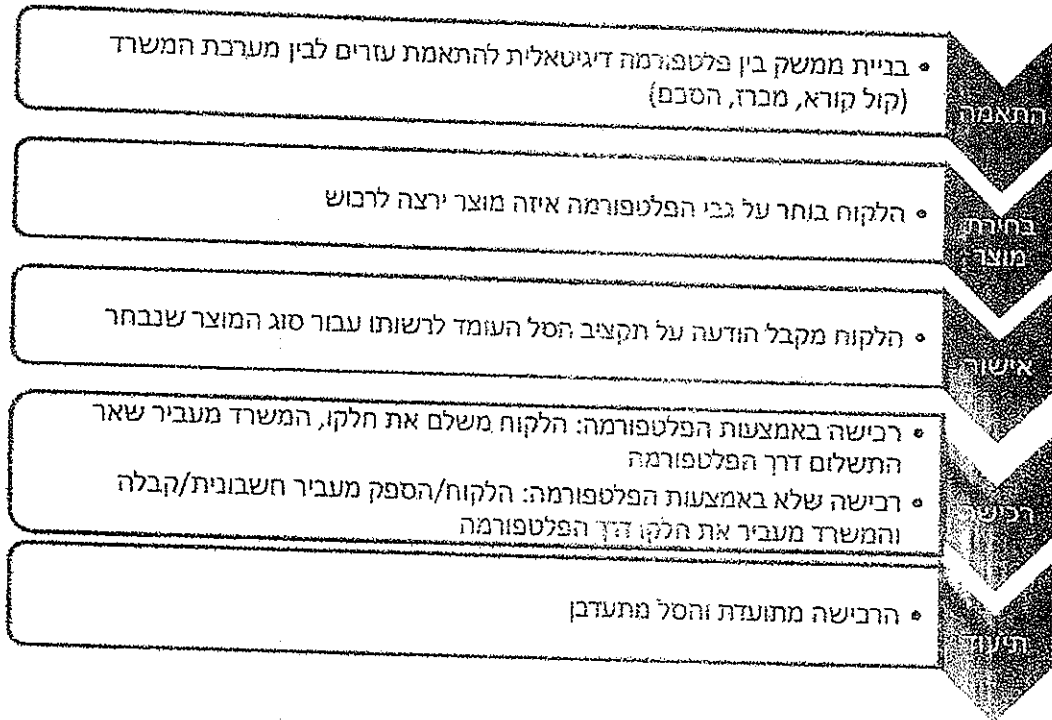 התאמה
• בניית ממשק בין פלטפורמה דיגיטאלית להתאמת עזרים לבין מערכת המשרד
(קול קורא, מכרז, הסכם)
בחירת
מוצר
• הלקוח בוחר על גבי הפלטפורמה איזה מוצר ירצה לרכוש
אישור
• הלקוח מקבל הודעה על תקציב הסל העומד לרשותו עבור סוג המוצר שנבחר
רכישה
• רכישה באמצעות הפלטפורמה: הלקוח משלם את חלקו, המשרד מעביר שאר
התשלום דרך הפלטפורמה
• רכישה שלא באמצעות הפלטפורמה: הלקוח/הספק מעביר חשבונית/קבלה
והמשרד מעביר את חלקו דרך הפלטפורמה
תיעוד
• הרכישה מתועדת והסל מתעדכן